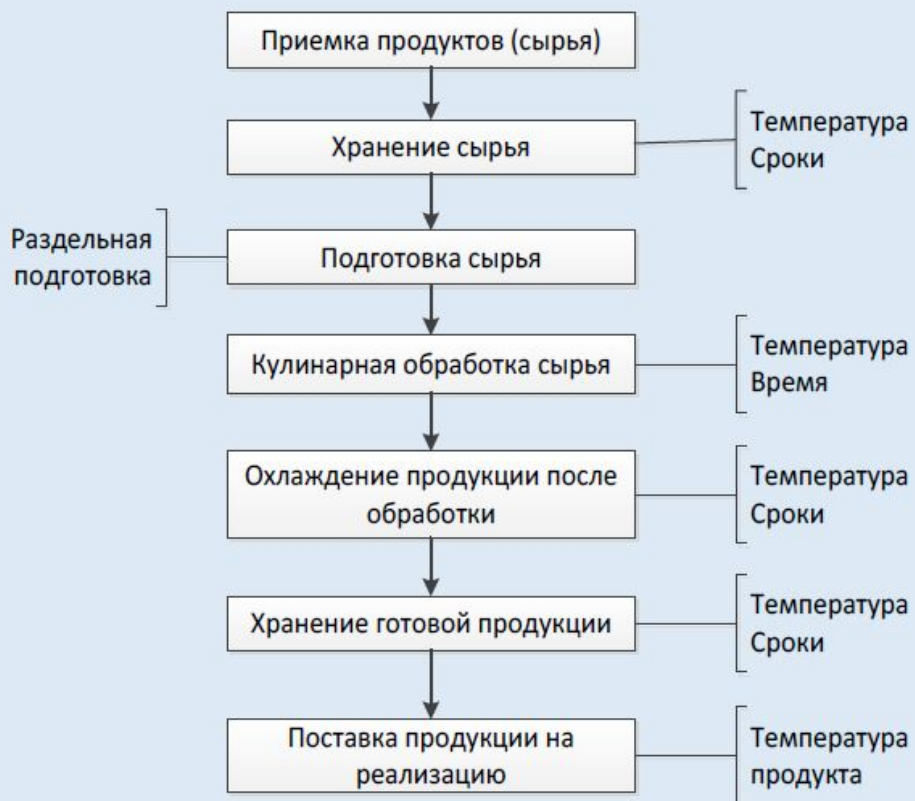 Приемка продуктов (сырья)
Хранение сырья
Температура
Сроки
Раздельная
подготовка
Подготовка сырья
Кулинарная обработка сырья
Температура
Время
Охлаждение продукции после
обработки
Температура
Сроки
Хранение готовой продукции
Температура
Сроки
Поставка продукции на
реализацию
Температура
продукта